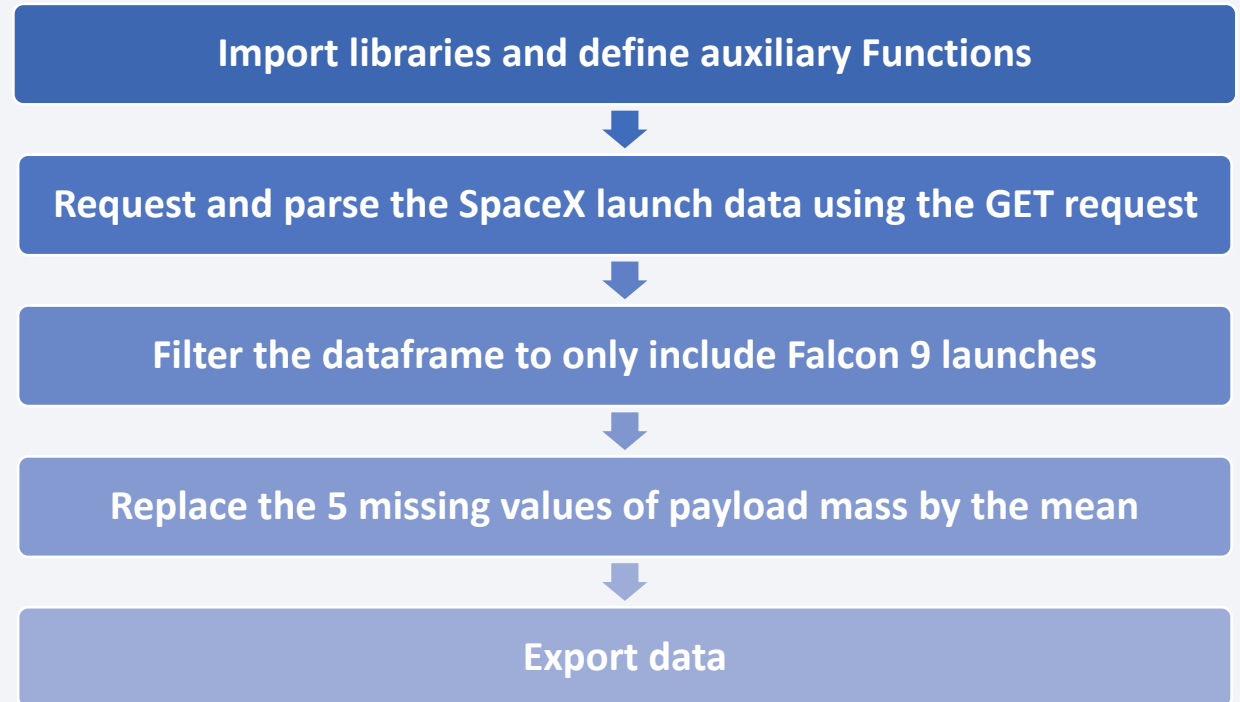 Import libraries and define auxiliary Functions
Request and parse the SpaceX launch data using the GET request
Filter the dataframe to only include Falcon 9 launches
Replace the 5 missing values of payload mass by the mean
Export data